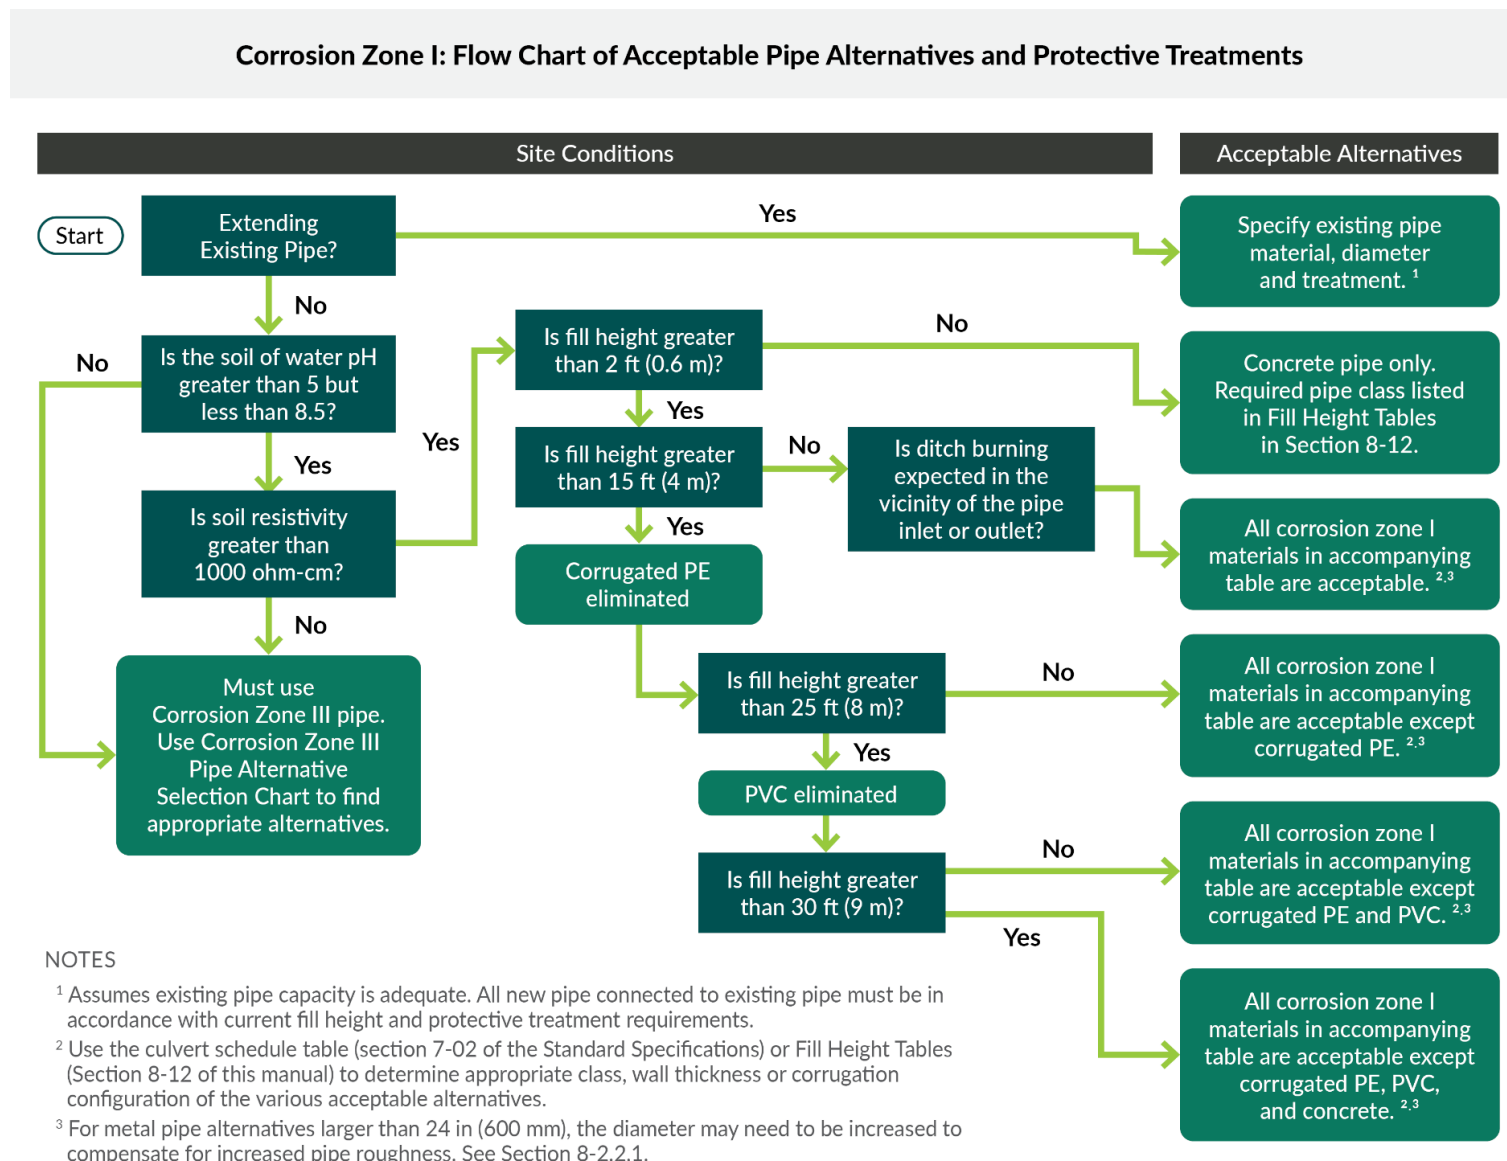 Corrosion Zone I: Flow Chart of Acceptable Pipe Alternatives and Protective Treatments
Site Conditions
Acceptable Alternatives
Start
Extending
Existing Pipe?
Yes
Specify existing pipe
material, diameter
and treatment. ¹
No
Is the soil of water pH
greater than 5 but
less than 8.5?
No
Yes
Is soil resistivity
greater than
1000 ohm-cm?
Yes
No
Must use
Corrosion Zone III pipe.
Use Corrosion Zone III
Pipe Alternative
Selection Chart to find
appropriate alternatives.
Is fill height greater
than 2 ft (0.6 m)?
No
Concrete pipe only.
Required pipe class listed
in Fill Height Tables
in Section 8-12.
Yes
Is fill height greater
than 15 ft (4 m)?
No
Is ditch burning
expected in the
vicinity of the pipe
inlet or outlet?
All corrosion zone I
materials in accompanying
table are acceptable. ²,³
Yes
Corrugated PE
eliminated
Is fill height greater
than 25 ft (8 m)?
No
All corrosion zone I
materials in accompanying
table are acceptable except
corrugated PE. ²,³
Yes
PVC eliminated
Is fill height greater
than 30 ft (9 m)?
No
All corrosion zone I
materials in accompanying
table are acceptable except
corrugated PE and PVC. ²,³
Yes
All corrosion zone I
materials in accompanying
table are acceptable except
corrugated PE, PVC,
and concrete. ²,³
NOTES
¹ Assumes existing pipe capacity is adequate. All new pipe connected to existing pipe must be in
accordance with current fill height and protective treatment requirements.
² Use the culvert schedule table (section 7-02 of the Standard Specifications) or Fill Height Tables
(Section 8-12 of this manual) to determine appropriate class, wall thickness or corrugation
configuration of the various acceptable alternatives.
³ For metal pipe alternatives larger than 24 in (600 mm), the diameter may need to be increased to
compensate for increased pipe roughness. See Section 8-2.2.1.